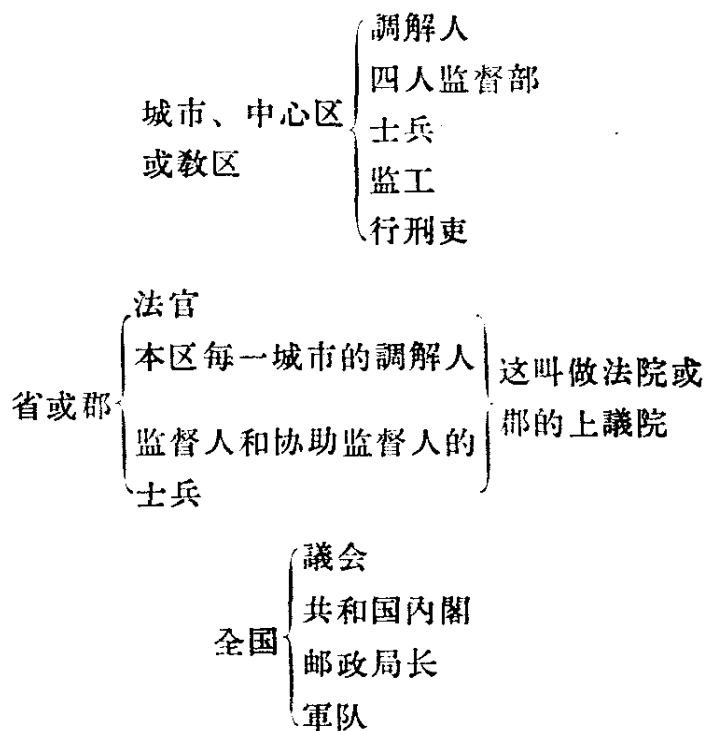 調解人
四人监督部
城市、中心区
或教区
士兵
监工
行刑吏
法官
本区每一城市的調解人
省或郡
监督人和协助监督人的
士兵
这叫做法院或
郡的上議院
議会
共和国内閣
全国
邮政局长
軍队